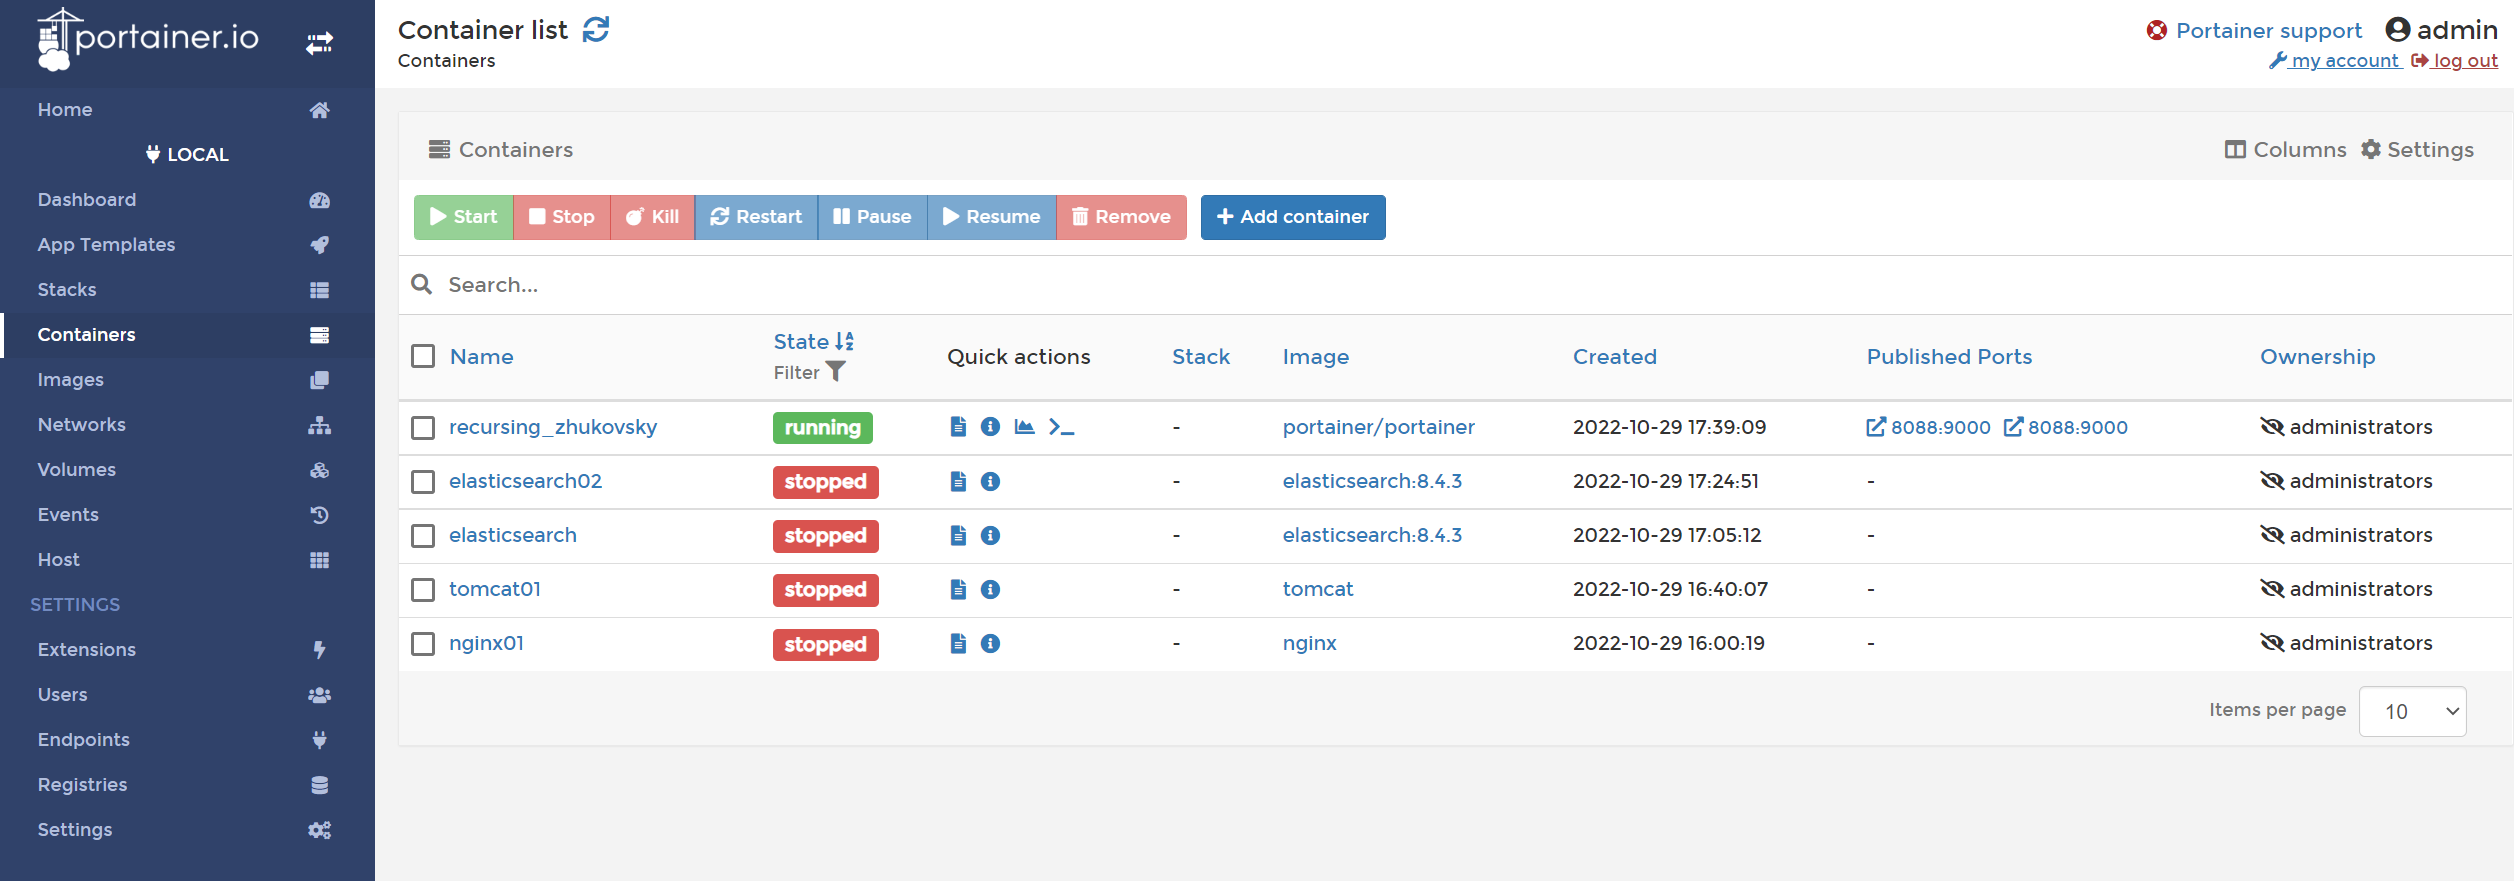 portainer.io
Home
LOCAL
Dashboard
App Templates
Stacks
Containers
Images
Networks
Volumes
Events
Host
SETTINGS
Extensions
Users
Endpoints
Registries
Settings
Container list
Containers
Portainer support admin
my account log out
Containers
Columns Settings
Start Stop Kill Restart Pause Resume Remove Add container
Search...
Name State Filter Quick actions Stack Image Created Published Ports Ownership
recursing_zhukovsky running - portainer/portainer 2022-10-29 17:39:09 8088:9000 8088:9000 administrators
elasticsearch02 stopped - elasticsearch:8.4.3 2022-10-29 17:24:51 - administrators
elasticsearch stopped - elasticsearch:8.4.3 2022-10-29 17:05:12 - administrators
tomcat01 stopped - tomcat 2022-10-29 16:40:07 - administrators
nginx01 stopped - nginx 2022-10-29 16:00:19 - administrators
Items per page 10